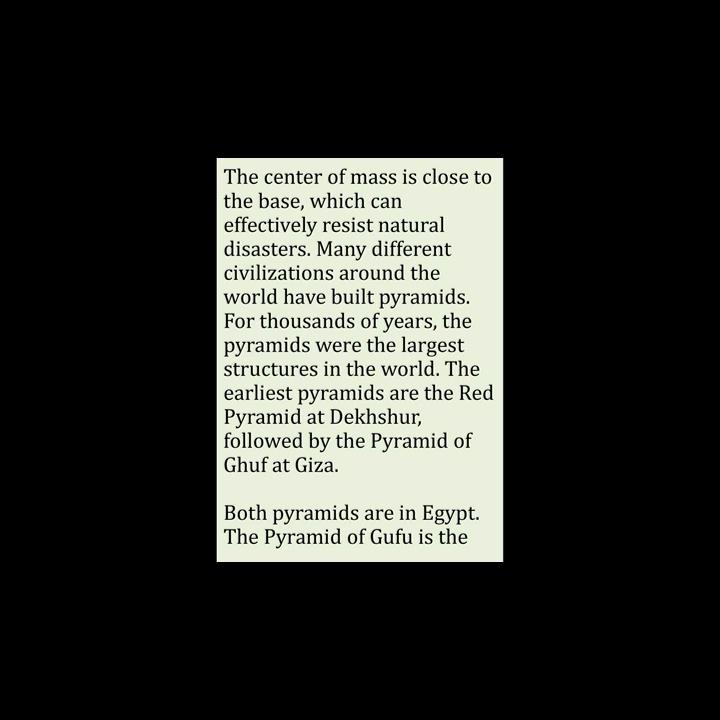 The center of mass is close to
the base, which can
effectively resist natural
disasters. Many different
civilizations around the
world have built pyramids.
For thousands of years, the
pyramids were the largest
structures in the world. The
earliest pyramids are the Red
Pyramid at Dekhshur,
followed by the Pyramid of
Ghuf at Giza.

Both pyramids are in Egypt.
The Pyramid of Gufu is the